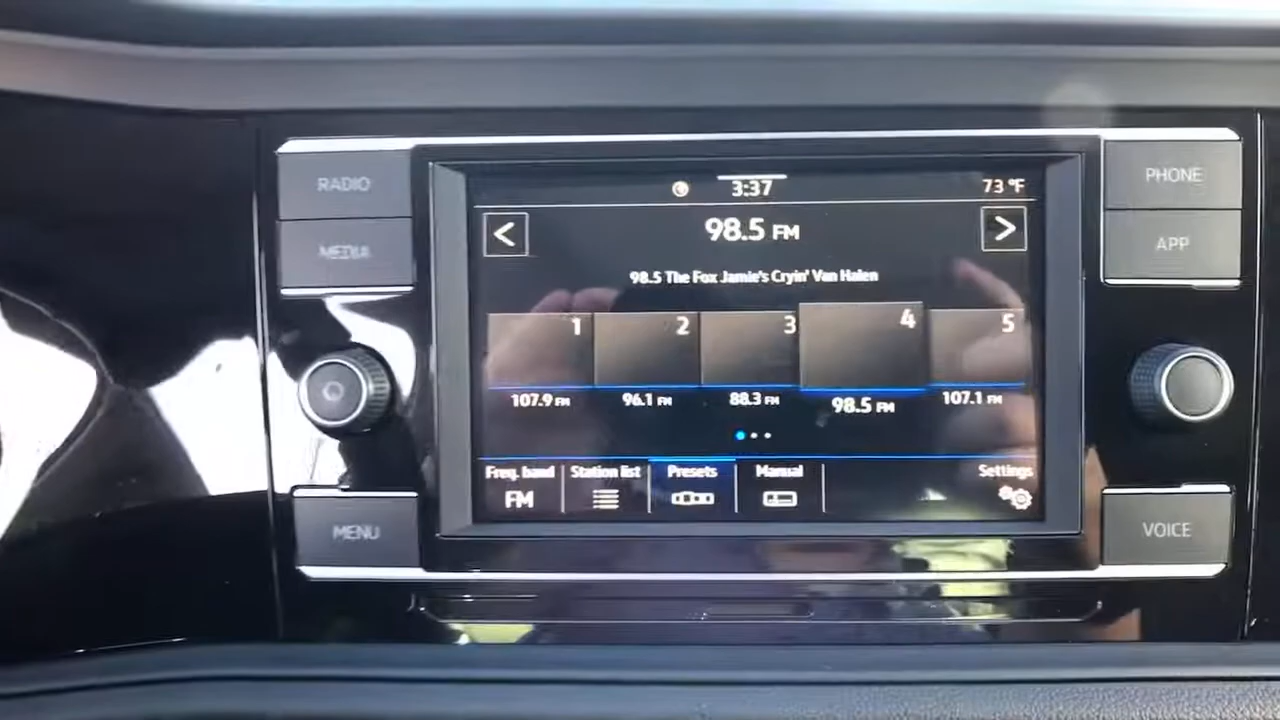 RADIO
MEDIA
MENU
3:37
73 °F
<
98.5 FM
>
98.5 The Fox Jamie's Cryin' Van Halen
1 2 3 4 5
107.9 FM 96.1 FM 88.3 FM 98.5 FM 107.1 FM
Freq. band Station list Presets Manual Settings
FM
PHONE
APP
VOICE